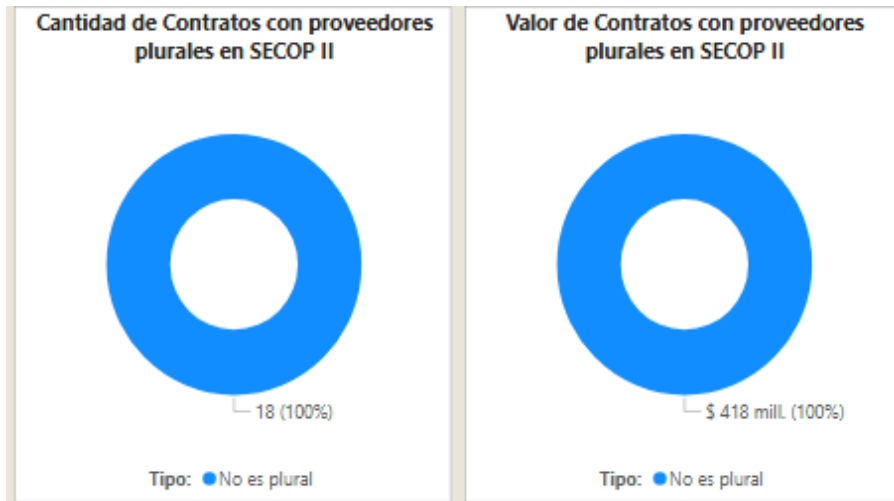 Cantidad de Contratos con proveedores
plurales en SECOP II
18 (100%)
Tipo: No es plural
Valor de Contratos con proveedores
plurales en SECOP II
$ 418 mill. (100%)
Tipo: No es plural